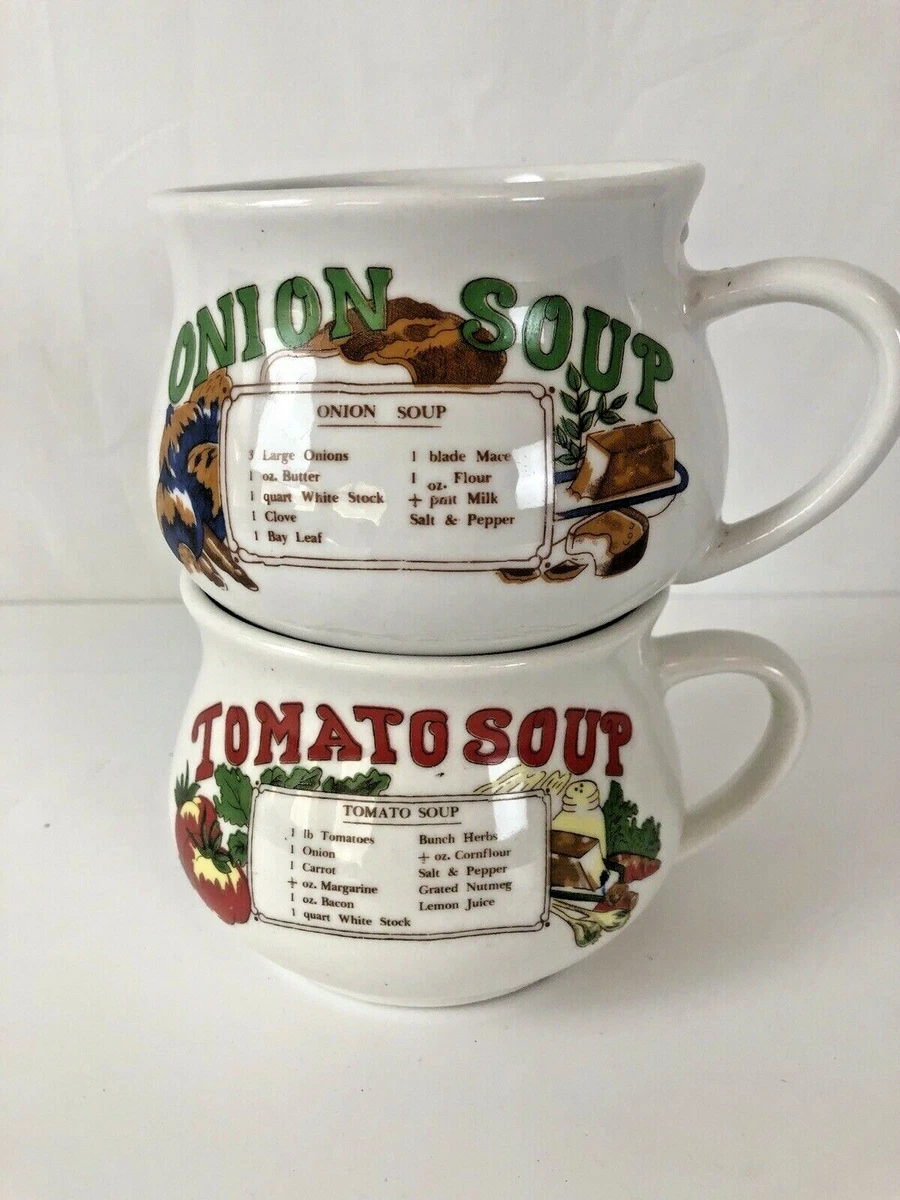 ONION SOUP
ONION SOUP
3 Large Onions
1 oz. Butter
1 quart White Stock
1 Clove
1 Bay Leaf
1 blade Mace
1 oz. Flour
Milk
Salt & Pepper
TOMATO SOUP
TOMATO SOUP
1 lb Tomatoes
1 Onion
1 Carrot
oz. Margarine
1 oz. Bacon
1 quart White Stock
Bunch Herbs
oz. Cornflour
Salt & Pepper
Grated Nutmeg
Lemon Juice